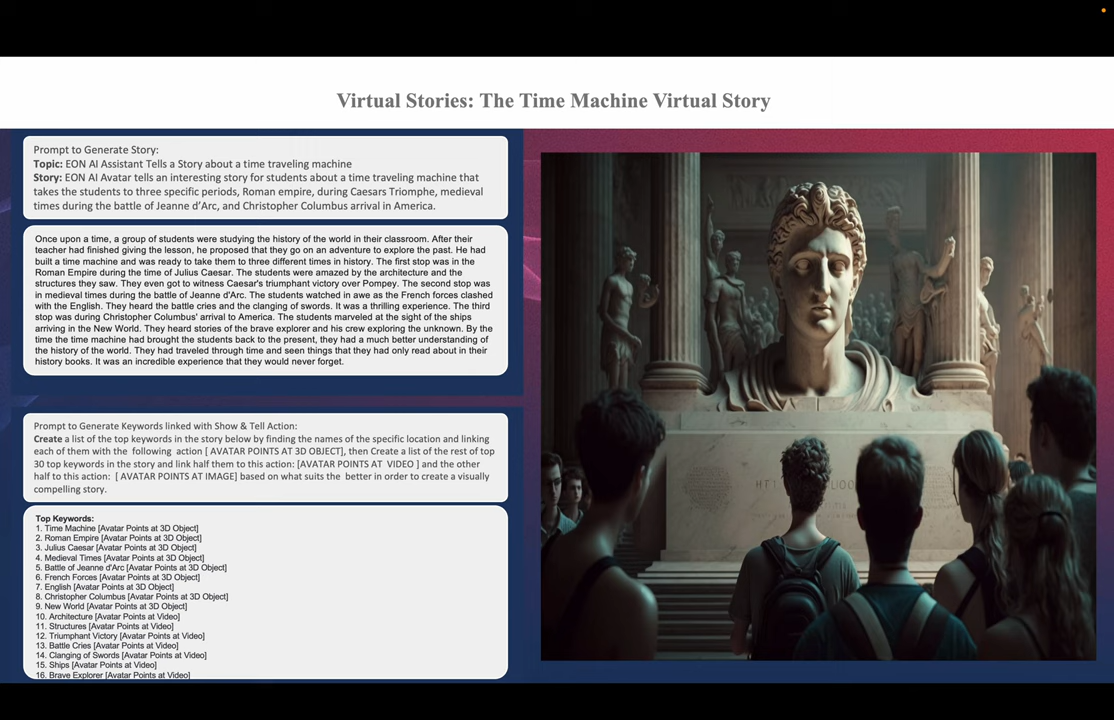 Virtual Stories: The Time Machine Virtual Story
Prompt to Generate Story:
Topic: EON AI Assistant Tells a Story about a time traveling machine
Story: EON AI Avatar tells an interesting story for students about a time traveling machine that
takes the students to three specific periods, Roman empire, during Caesars Triomphe, medieval
times during the battle of Jeanne d'Arc, and Christopher Columbus arrival in America.
Once upon a time, a group of students were studying the history of the world in their classroom. After their
teacher had finished giving the lesson, he proposed that they go on an adventure to explore the past. He had
built a time machine and was ready to take them to three different times in history. The first stop was in the
Roman Empire during the time of Julius Caesar. The students were amazed by the architecture and the
structures they saw. They even got to witness Caesar's triumphant victory over Pompey. The second stop was
in medieval times during the battle of Jeanne d'Arc. The students watched in awe as the French forces clashed
with the English. They heard the battle cries and the clanging of swords. It was a thrilling experience. The third
stop was during Christopher Columbus' arrival to America. The students marveled at the sight of the ships
arriving in the New World. They heard stories of the brave explorer and his crew exploring the unknown. By the
time the time machine had brought the students back to the present, they had a much better understanding of
the history of the world. They had traveled through time and seen things that they had only read about in their
history books. It was an incredible experience that they would never forget.
Prompt to Generate Keywords linked with Show & Tell Action:
Create a list of the top keywords in the story below by finding the names of the specific location and linking
each of them with the following action [ AVATAR POINTS AT 3D OBJECT], then Create a list of the rest of top
30 top keywords in the story and link half them to this action: [AVATAR POINTS AT VIDEO ] and the other
half to this action: [ AVATAR POINTS AT IMAGE] based on what suits the better in order to create a visually
compelling story.
Top Keywords:
1. Time Machine [Avatar Points at 3D Object]
2. Roman Empire [Avatar Points at 3D Object]
3. Julius Caesar [Avatar Points at 3D Object]
4. Medieval Times [Avatar Points at 3D Object]
5. Battle of Jeanne d'Arc [Avatar Points at 3D Object]
6. French Forces [Avatar Points at 3D Object]
7. English [Avatar Points at 3D Object]
8. Christopher Columbus [Avatar Points at 3D Object]
9. New World [Avatar Points at 3D Object]
10. Architecture [Avatar Points at Video]
11. Structures [Avatar Points at Video]
12. Triumphant Victory [Avatar Points at Video]
13. Battle Cries [Avatar Points at Video]
14. Clanging of Swords [Avatar Points at Video]
15. Ships [Avatar Points at Video]
16. Brave Explorer [Avatar Points at Video]